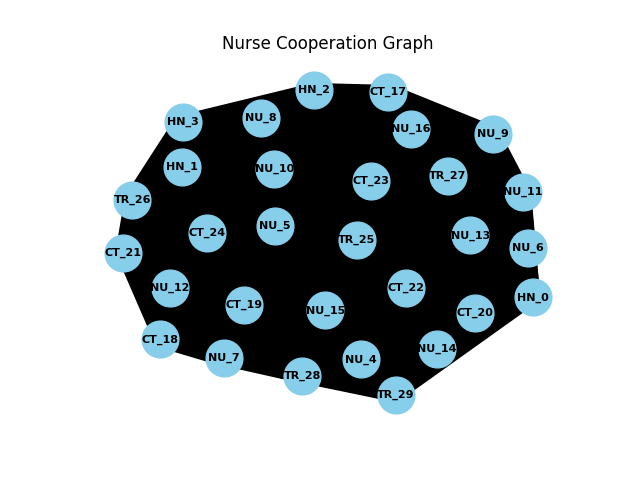 Nurse Cooperation Graph
HN_2
CT_17
HN_3
NU_8
NU_16
NU_9
HN_1
NU_10
CT_23
TR_27
NU_11
TR_26
CT_24
NU_5
TR_25
NU_13
NU_6
CT_21
NU_12
CT_19
NU_15
CT_22
CT_20
HN_0
CT_18
NU_7
TR_28
NU_4
NU_14
TR_29